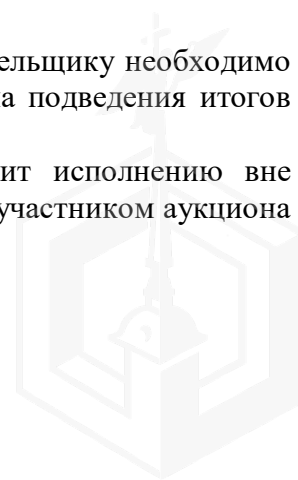 ельщику необходимо
а подведения итогов
ит исполнению вне
участником аукциона